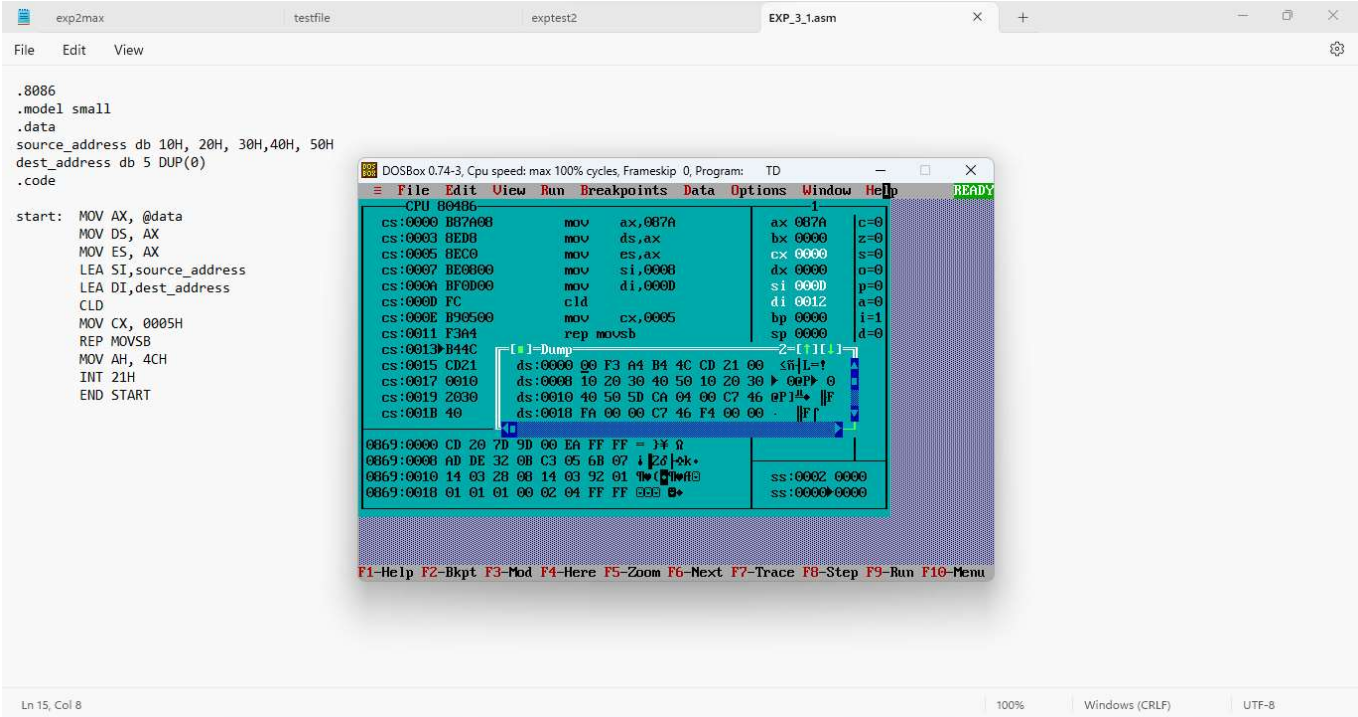 exp2max testfile exptest2 EXP_3_1.asm
File Edit View
.8086
.model small
.data
source_address db 10H, 20H, 30H,40H, 50H
dest_address db 5 DUP(0)
.code
start: MOV AX, @data
MOV DS, AX
MOV ES, AX
LEA SI,source_address
LEA DI,dest_address
CLD
MOV CX, 0005H
REP MOVSB
MOV AH, 4CH
INT 21H
END START
DOSBox 0.74-3, Cpu speed: max 100% cycles, Frameskip 0, Program: TD
≡ File Edit View Run Breakpoints Data Options Window Help READY
CPU 80486 1
cs:0000 B87A08 mov ax,087A ax 087A c=0
cs:0003 8ED8 mov ds,ax bx 0000 z=0
cs:0005 8EC0 mov es,ax cx 0000 s=0
cs:0007 BE0800 mov si,0008 dx 0000 o=0
cs:000A BF0D00 mov di,000D si 000D p=0
cs:000D FC cld di 0012 a=0
cs:000E B90500 mov cx,0005 bp 0000 i=1
cs:0011 F3A4 rep movsb sp 0000 d=0
cs:0013►B44C [■]=Dump 2=[↑][↓]
cs:0015 CD21 ds:0000 00 F3 A4 B4 4C CD 21 00 ≤ñ┤L=!
cs:0017 0010 ds:0008 10 20 30 40 50 10 20 30 ► 0@P► 0
cs:0019 2030 ds:0010 40 50 5D CA 04 00 C7 46 @P]╩♦ ╟F
cs:001B 40 ds:0018 FA 00 00 C7 46 F4 00 00 · ╟F⌠
0869:0000 CD 20 7D 9D 00 EA FF FF = }¥ Ω
0869:0008 AD DE 32 0B C3 05 6B 07
0869:0010 14 03 28 08 14 03 92 01 ss:0002 0000
0869:0018 01 01 01 00 02 04 FF FF ss:0000►0000
F1-Help F2-Bkpt F3-Mod F4-Here F5-Zoom F6-Next F7-Trace F8-Step F9-Run F10-Menu
Ln 15, Col 8 100% Windows (CRLF) UTF-8